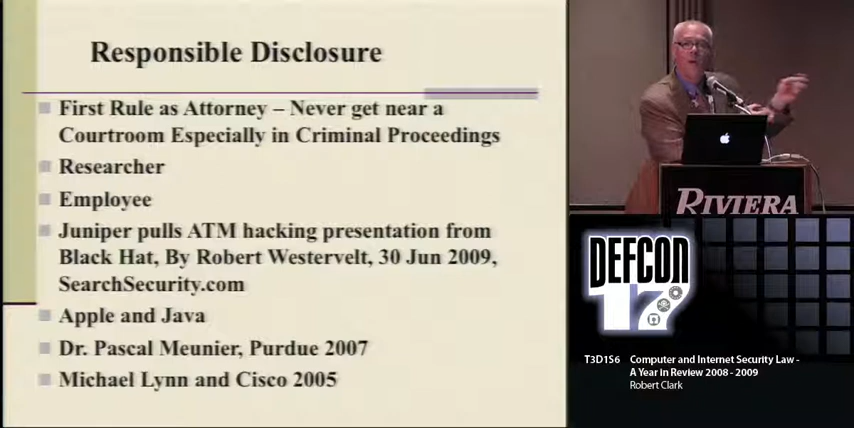 Responsible Disclosure
First Rule as Attorney – Never get near a
Courtroom Especially in Criminal Proceedings
Researcher
Employee
Juniper pulls ATM hacking presentation from
Black Hat, By Robert Westervelt, 30 Jun 2009,
SearchSecurity.com
Apple and Java
Dr. Pascal Meunier, Purdue 2007
Michael Lynn and Cisco 2005
RIVIERA
DEFCON
17
T3D1S6 Computer and Internet Security Law -
A Year in Review 2008 - 2009
Robert Clark